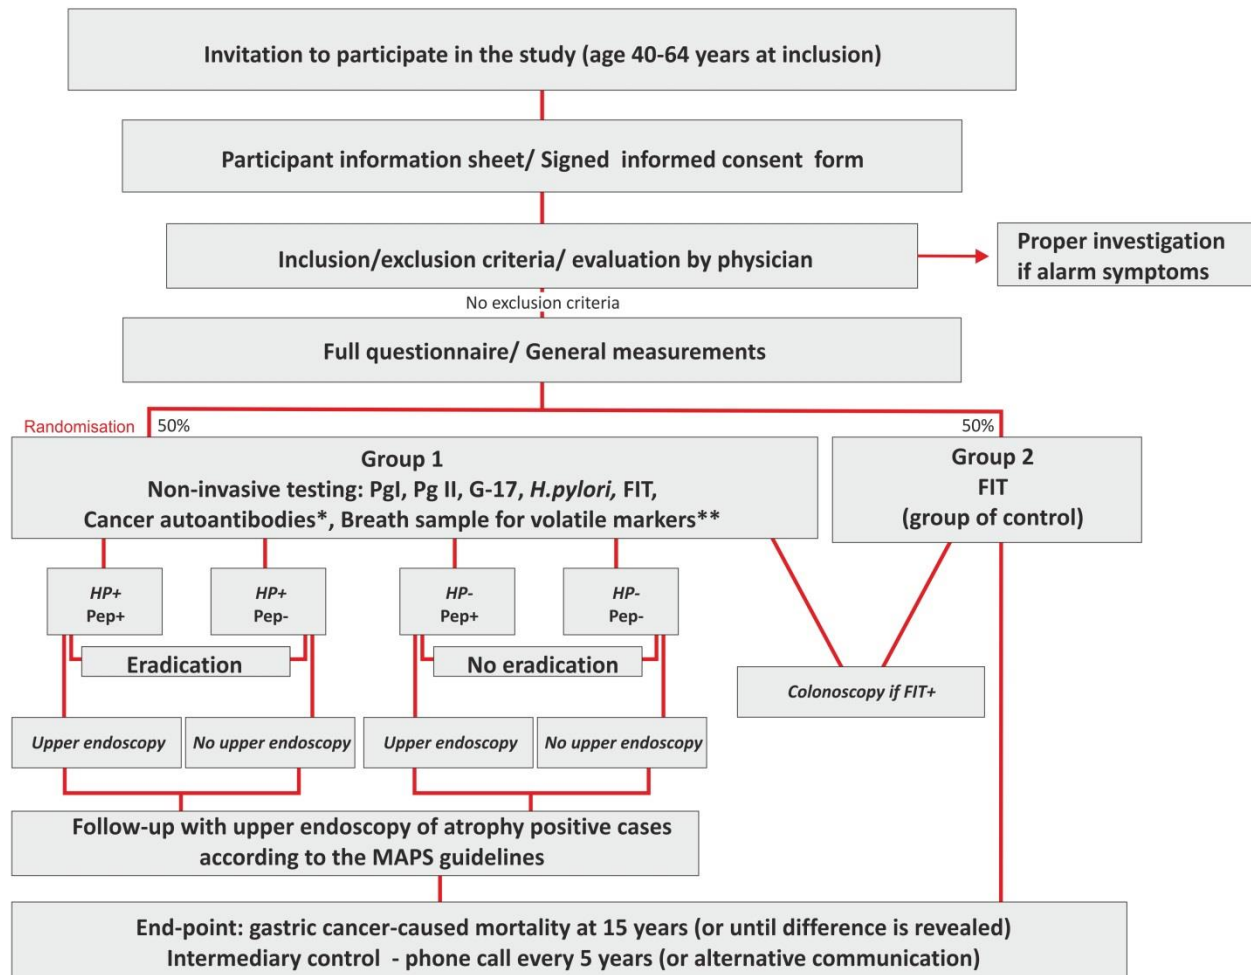 Invitation to participate in the study (age 40-64 years at inclusion)
Participant information sheet/ Signed informed consent form
Inclusion/exclusion criteria/ evaluation by physician
Proper investigation
if alarm symptoms
No exclusion criteria
Full questionnaire/ General measurements
Randomisation
50%
50%
Group 1
Non-invasive testing: PgI, Pg II, G-17, H.pylori, FIT,
Cancer autoantibodies*, Breath sample for volatile markers**
Group 2
FIT
(group of control)
HP+
Pep+
HP+
Pep-
HP-
Pep+
HP-
Pep-
Eradication
No eradication
Colonoscopy if FIT+
Upper endoscopy
No upper endoscopy
Upper endoscopy
No upper endoscopy
Follow-up with upper endoscopy of atrophy positive cases
according to the MAPS guidelines
End-point: gastric cancer-caused mortality at 15 years (or until difference is revealed)
Intermediary control - phone call every 5 years (or alternative communication)